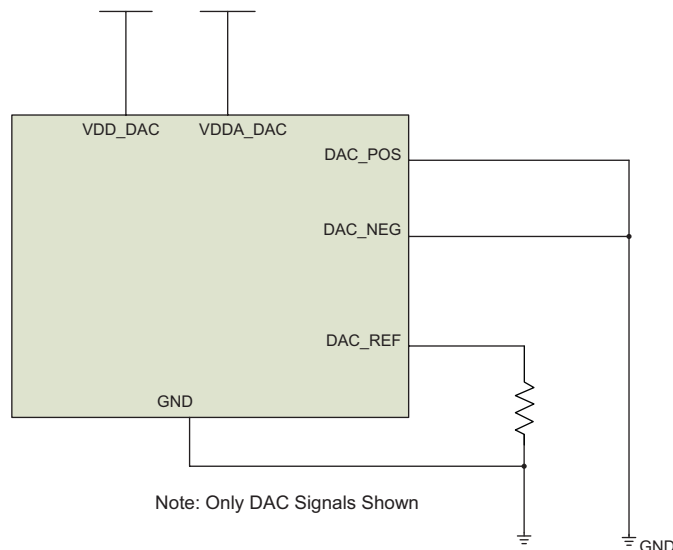 VDD_DAC VDDA_DAC
DAC_POS
DAC_NEG
DAC_REF
GND
Note: Only DAC Signals Shown
GND